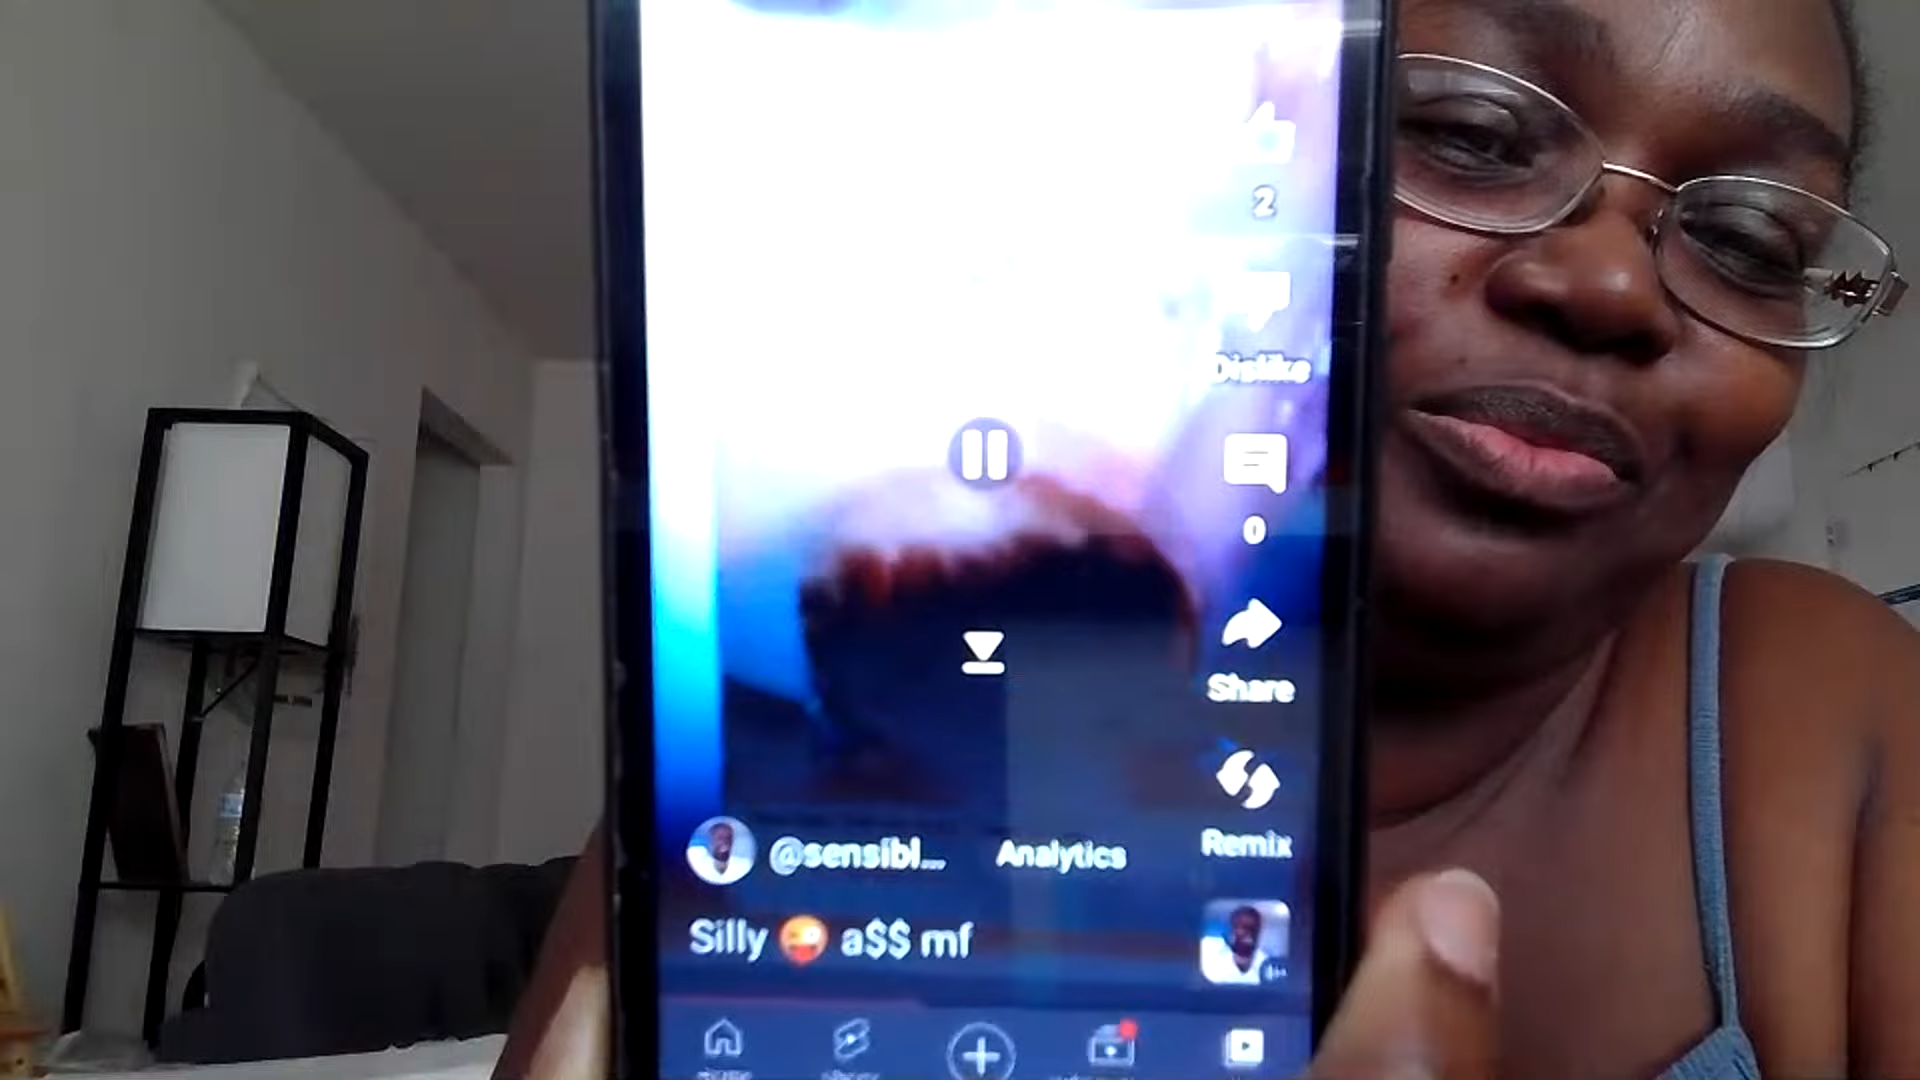 2
Dislike
0
Share
Remix
@sensibl...
Analytics
Silly 😜 a$$ mf